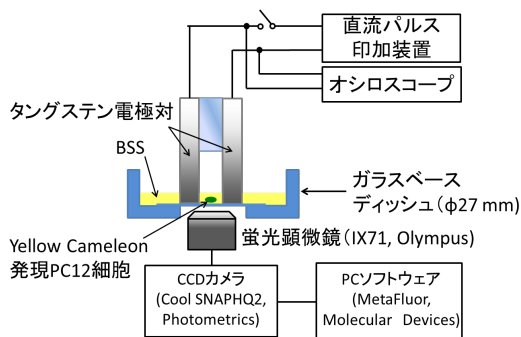 直流パルス
印加装置
オシロスコープ
タングステン電極対
BSS
ガラスベース
ディッシュ(φ27 mm)
Yellow Cameleon
発現PC12細胞
蛍光顕微鏡(IX71, Olympus)
CCDカメラ
(Cool SNAPHQ2,
Photometrics)
PCソフトウェア
(MetaFluor,
Molecular Devices)